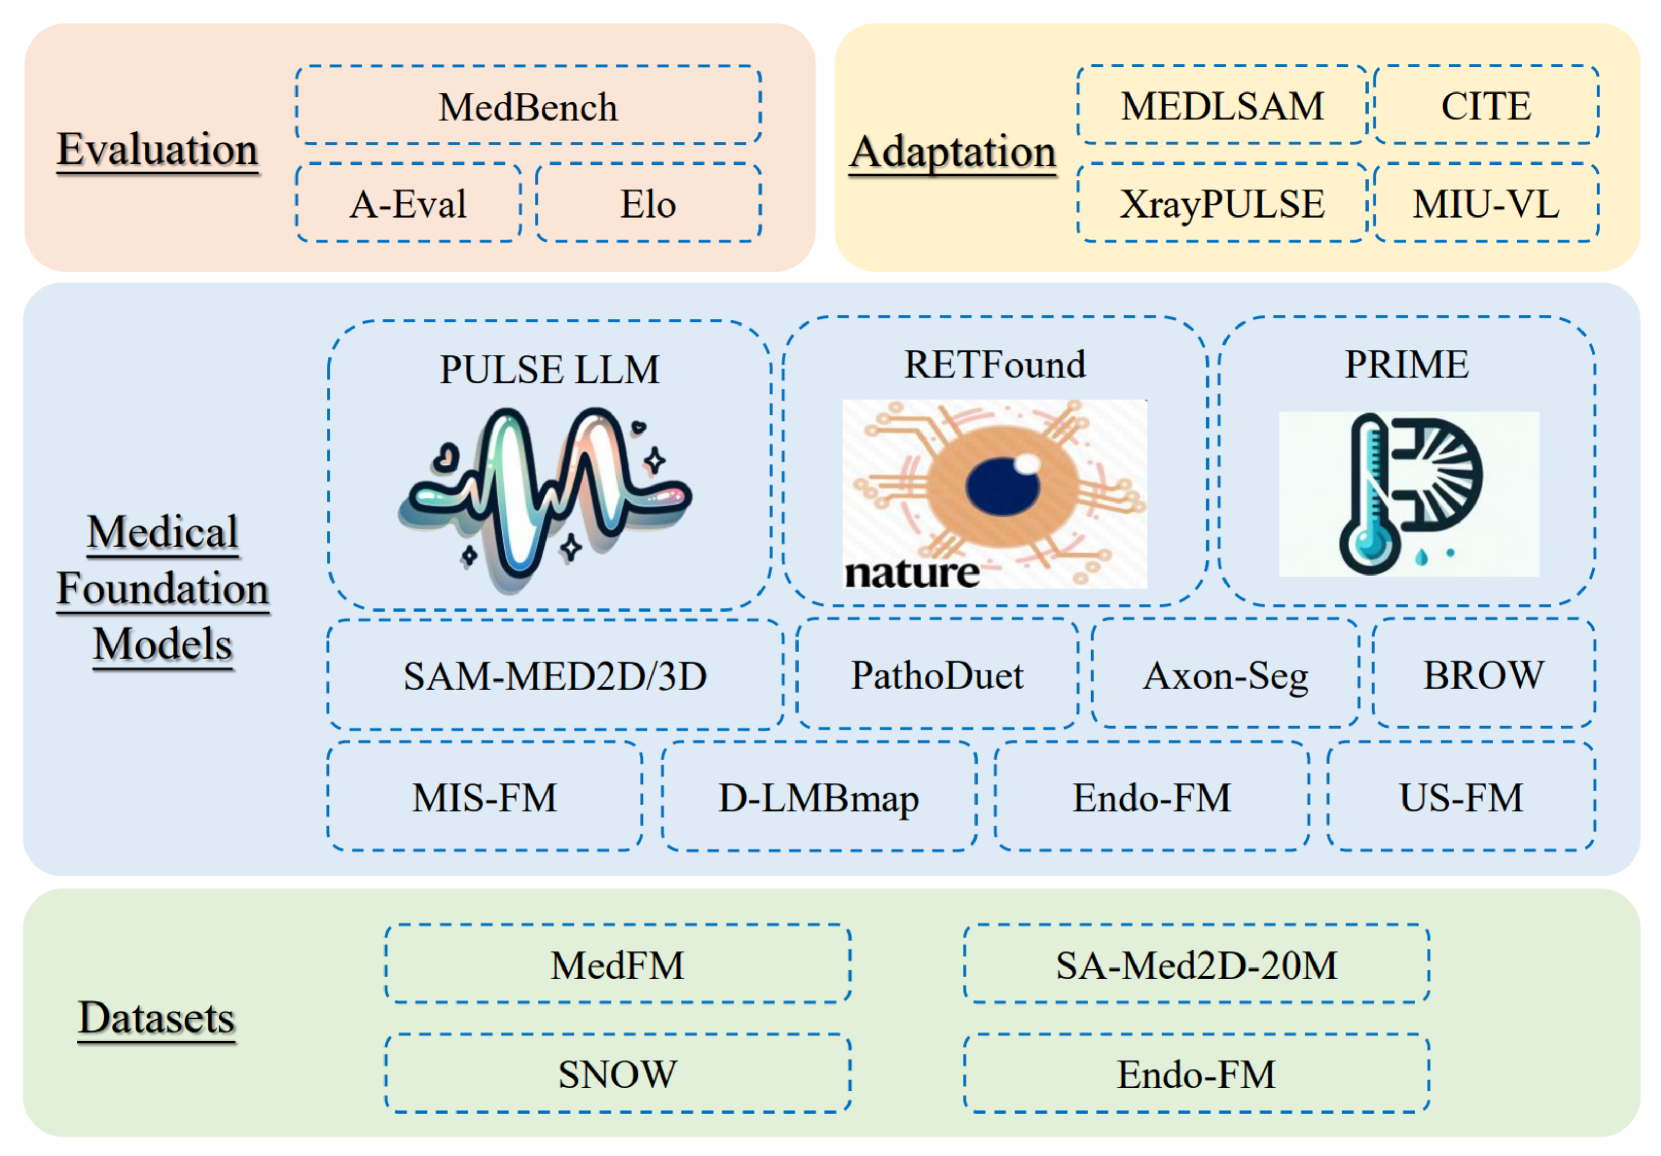 Evaluation
MedBench
A-Eval
Elo
Adaptation
MEDLSAM
CITE
XrayPULSE
MIU-VL
Medical
Foundation
Models
PULSE LLM
RETFound
nature
PRIME
SAM-MED2D/3D
PathoDuet
Axon-Seg
BROW
MIS-FM
D-LMBmap
Endo-FM
US-FM
Datasets
MedFM
SA-Med2D-20M
SNOW
Endo-FM